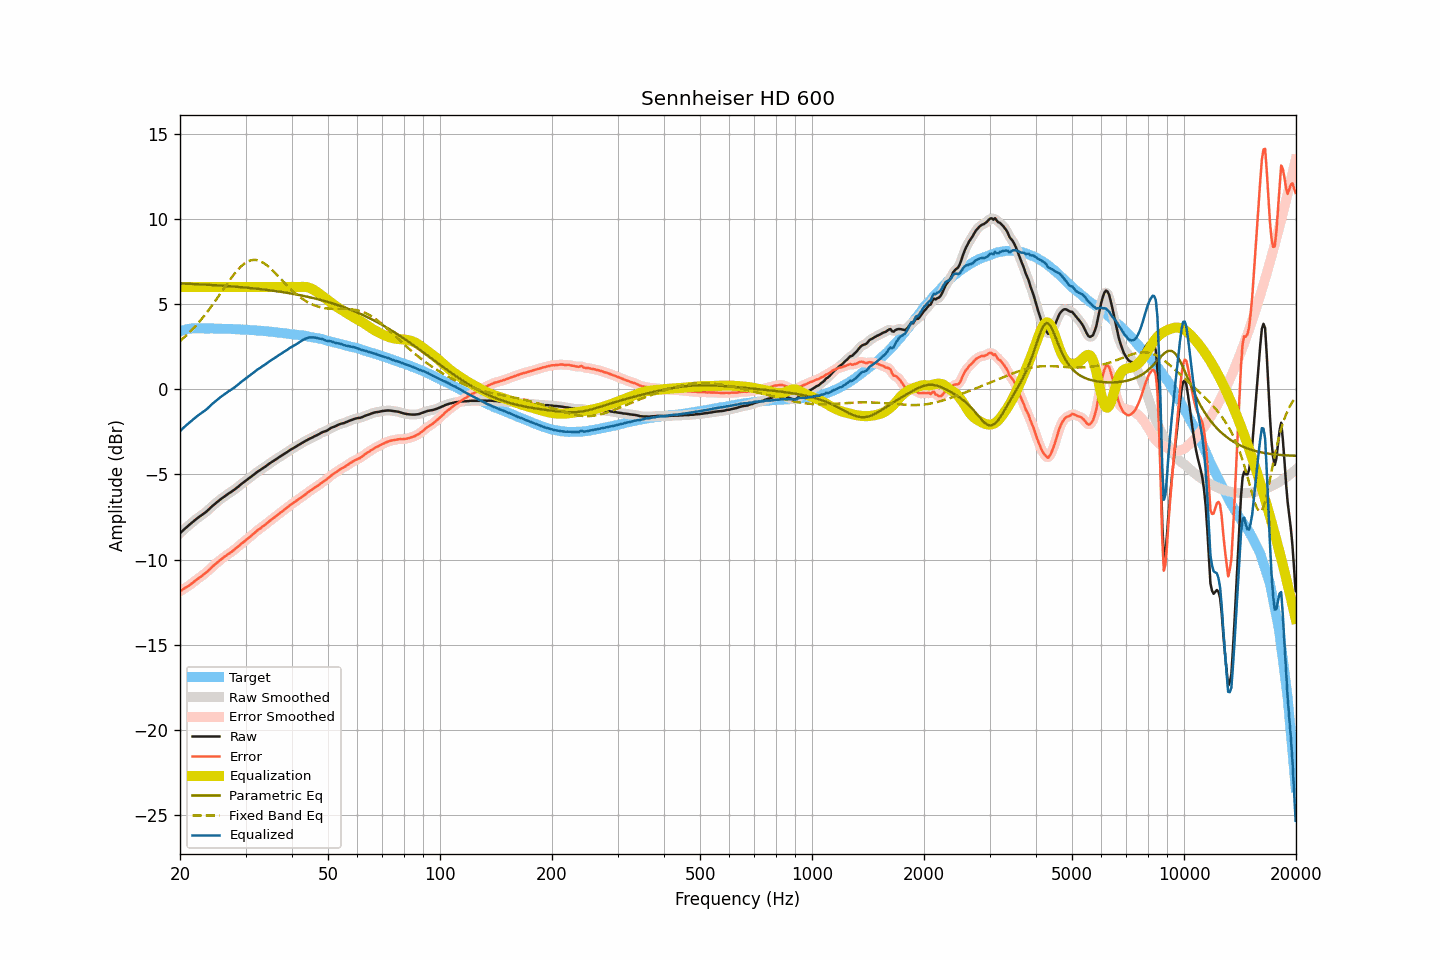 Sennheiser HD 600
15
10
5
0
−5
−10
−15
−20
−25
Amplitude (dBr)
Target
Raw Smoothed
Error Smoothed
Raw
Error
Equalization
Parametric Eq
Fixed Band Eq
Equalized
20 50 100 200 500 1000 2000 5000 10000 20000
Frequency (Hz)